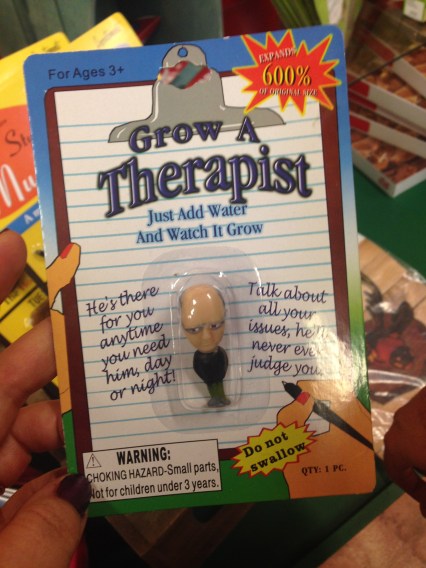 For Ages 3+
EXPANDS
600%
OF ORIGINAL SIZE
Grow A
Therapist
Just Add Water
And Watch It Grow
He's there
for you
anytime
you need
him, day
or night!
Talk about
all your
issues, he'll
never ever
judge you
WARNING:
CHOKING HAZARD-Small parts,
Not for children under 3 years.
Do not
swallow
QTY: 1 PC.